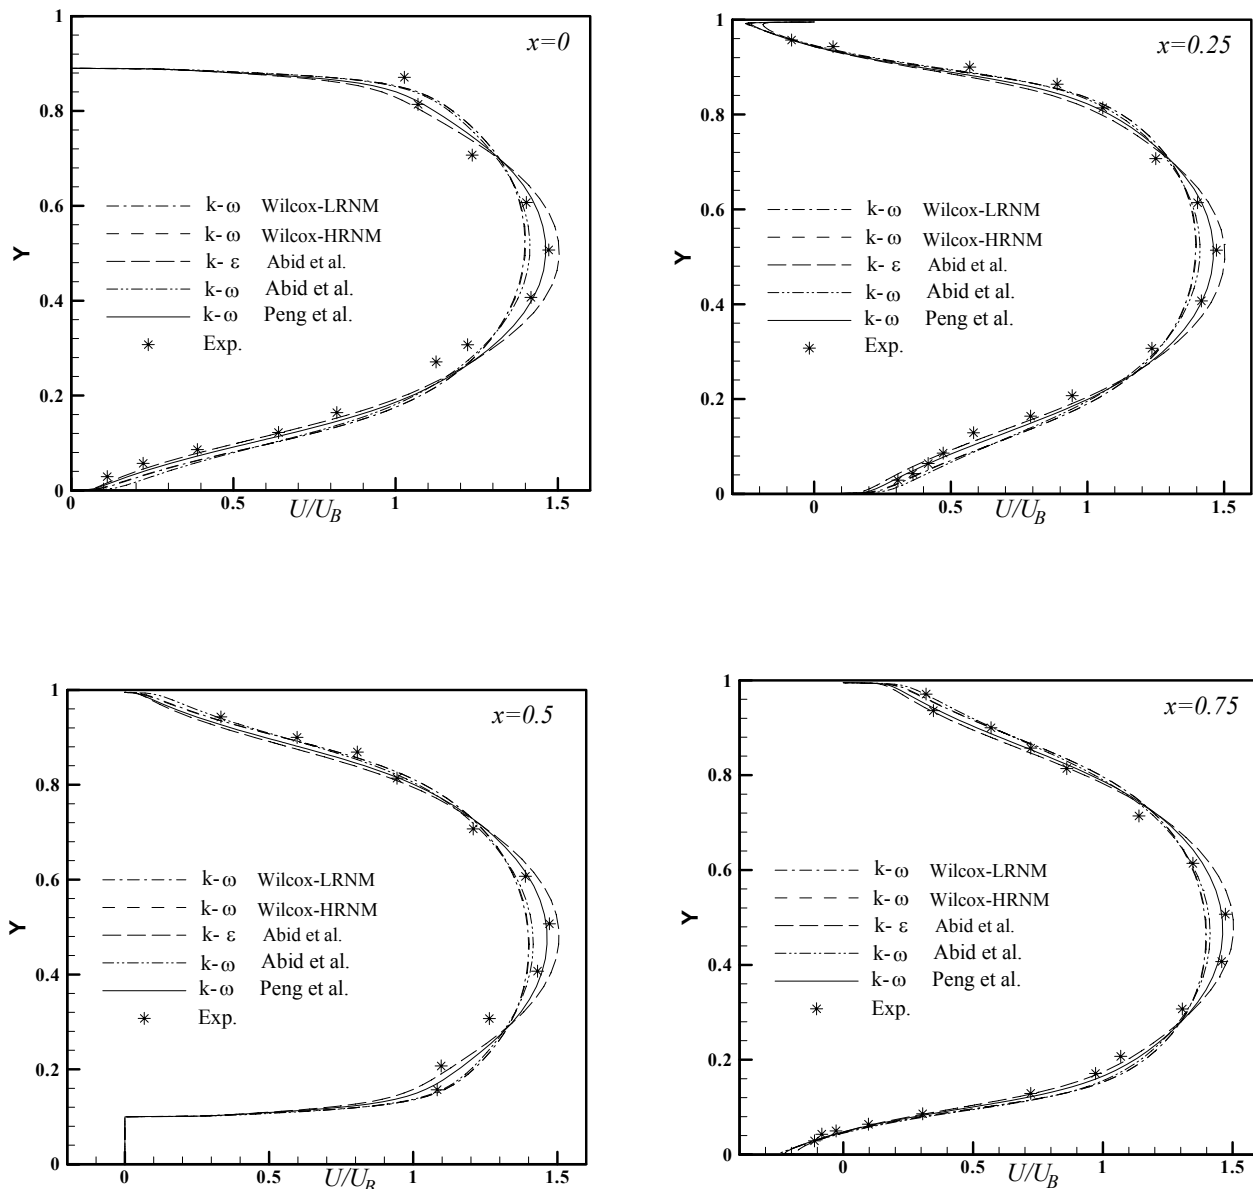 x=0
1
0.8
0.6
0.4
0.2
0
Y
k-ω Wilcox-LRNM
k-ω Wilcox-HRNM
k- ε Abid et al.
k-ω Abid et al.
k-ω Peng et al.
Exp.
0 0.5 1 1.5
U/U_B
x=0.25
1
0.8
0.6
0.4
0.2
0
Y
k-ω Wilcox-LRNM
k-ω Wilcox-HRNM
k- ε Abid et al.
k-ω Abid et al.
k-ω Peng et al.
Exp.
0 0.5 1 1.5
U/U_B
x=0.5
1
0.8
0.6
0.4
0.2
0
Y
k-ω Wilcox-LRNM
k-ω Wilcox-HRNM
k- ε Abid et al.
k-ω Abid et al.
k-ω Peng et al.
Exp.
0 0.5 1 1.5
U/U_B
x=0.75
1
0.8
0.6
0.4
0.2
0
Y
k-ω Wilcox-LRNM
k-ω Wilcox-HRNM
k- ε Abid et al.
k-ω Abid et al.
k-ω Peng et al.
Exp.
0 0.5 1 1.5
U/U_B